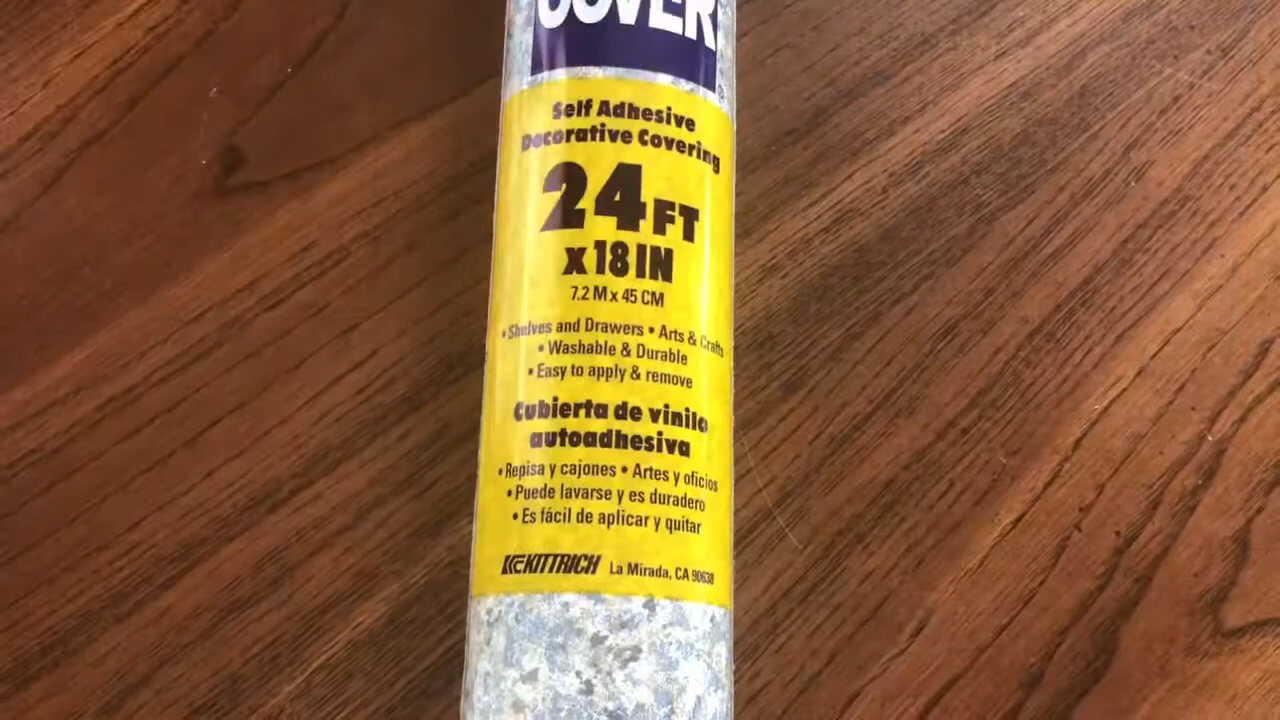 COVER
Self Adhesive
Decorative Covering
24 FT
x 18 IN
7.2 M x 45 CM
• Shelves and Drawers • Arts & Crafts
• Washable & Durable
• Easy to apply & remove
Cubierta de vinilo
autoadhesiva
• Repisa y cajones • Artes y oficios
• Puede lavarse y es duradero
• Es fácil de aplicar y quitar
KITTRICH La Mirada, CA 90638